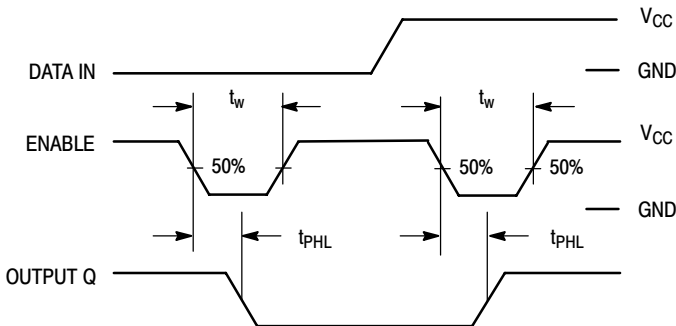 V_CC
DATA IN
GND
t_w
t_w
ENABLE
V_CC
50%
50%
50%
GND
t_PHL
t_PHL
OUTPUT Q